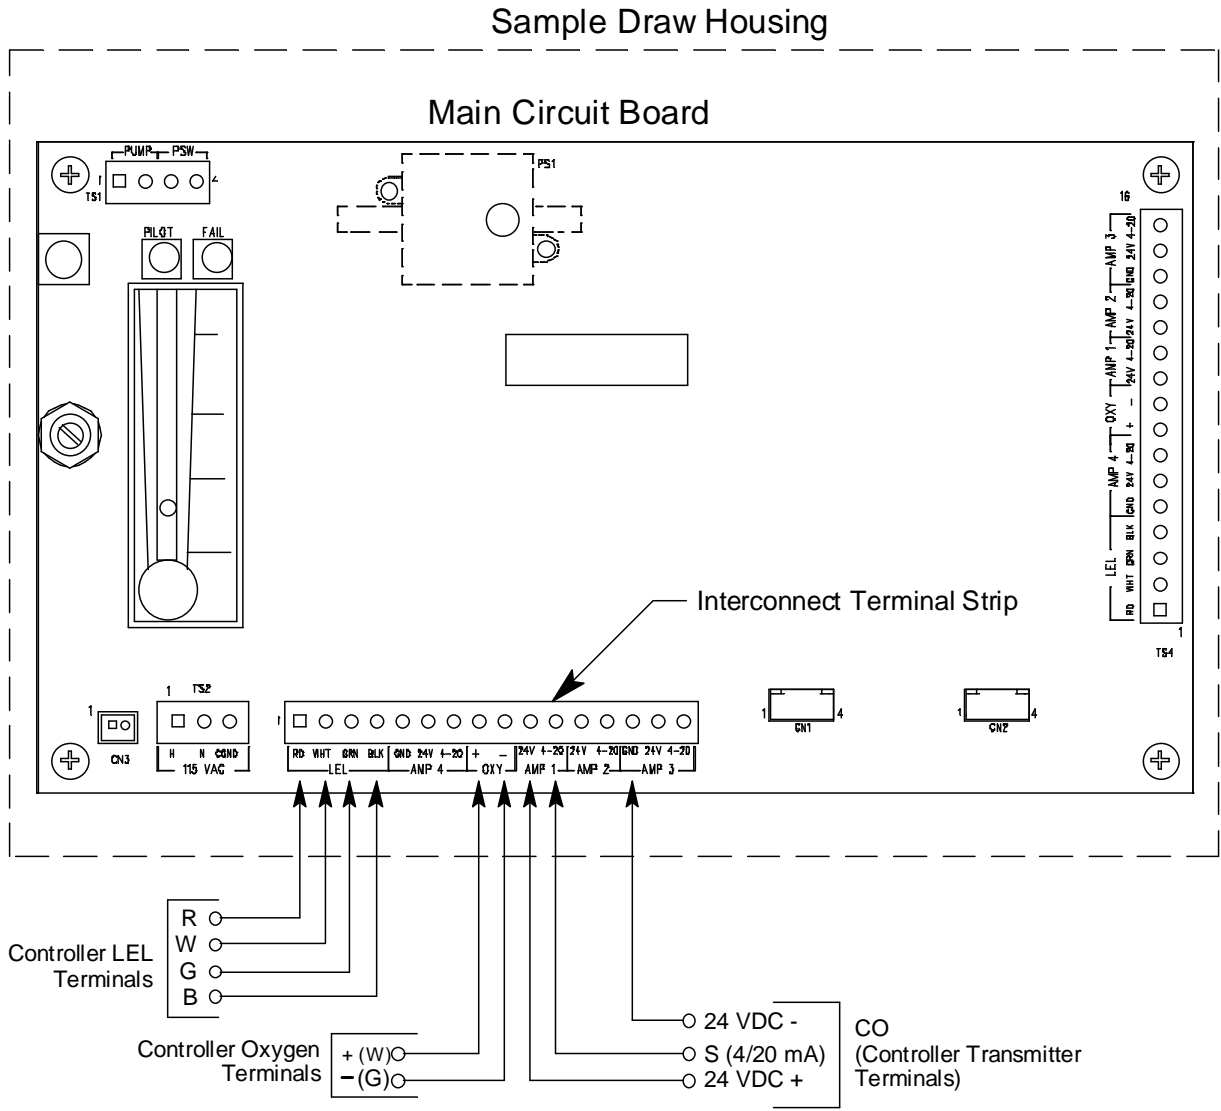 Sample Draw Housing
Main Circuit Board
PUMP PSW
1
TS1
PILOT FAIL
PS1
16
AMP 3 4-20
24V
GND
AMP 2 4-20
24V
AMP 1 4-20
24V
OXY -
+
AMP 4 4-20
24V
GND
LEL BLK
GRN
WHT
RD
1
TS4
Interconnect Terminal Strip
1
CN3
1 TS2
H N CGND
115 VAC
1
RD WHT GRN BLK GND 24V 4-20 + - 24V 4-20 24V 4-20 GND 24V 4-20
LEL AMP 4 OXY AMP 1 AMP 2 AMP 3
1 4
CN1
1 4
CN2
Controller LEL
Terminals
R
W
G
B
Controller Oxygen
Terminals
+ (W)
- (G)
24 VDC -
S (4/20 mA)
24 VDC +
CO
(Controller Transmitter
Terminals)